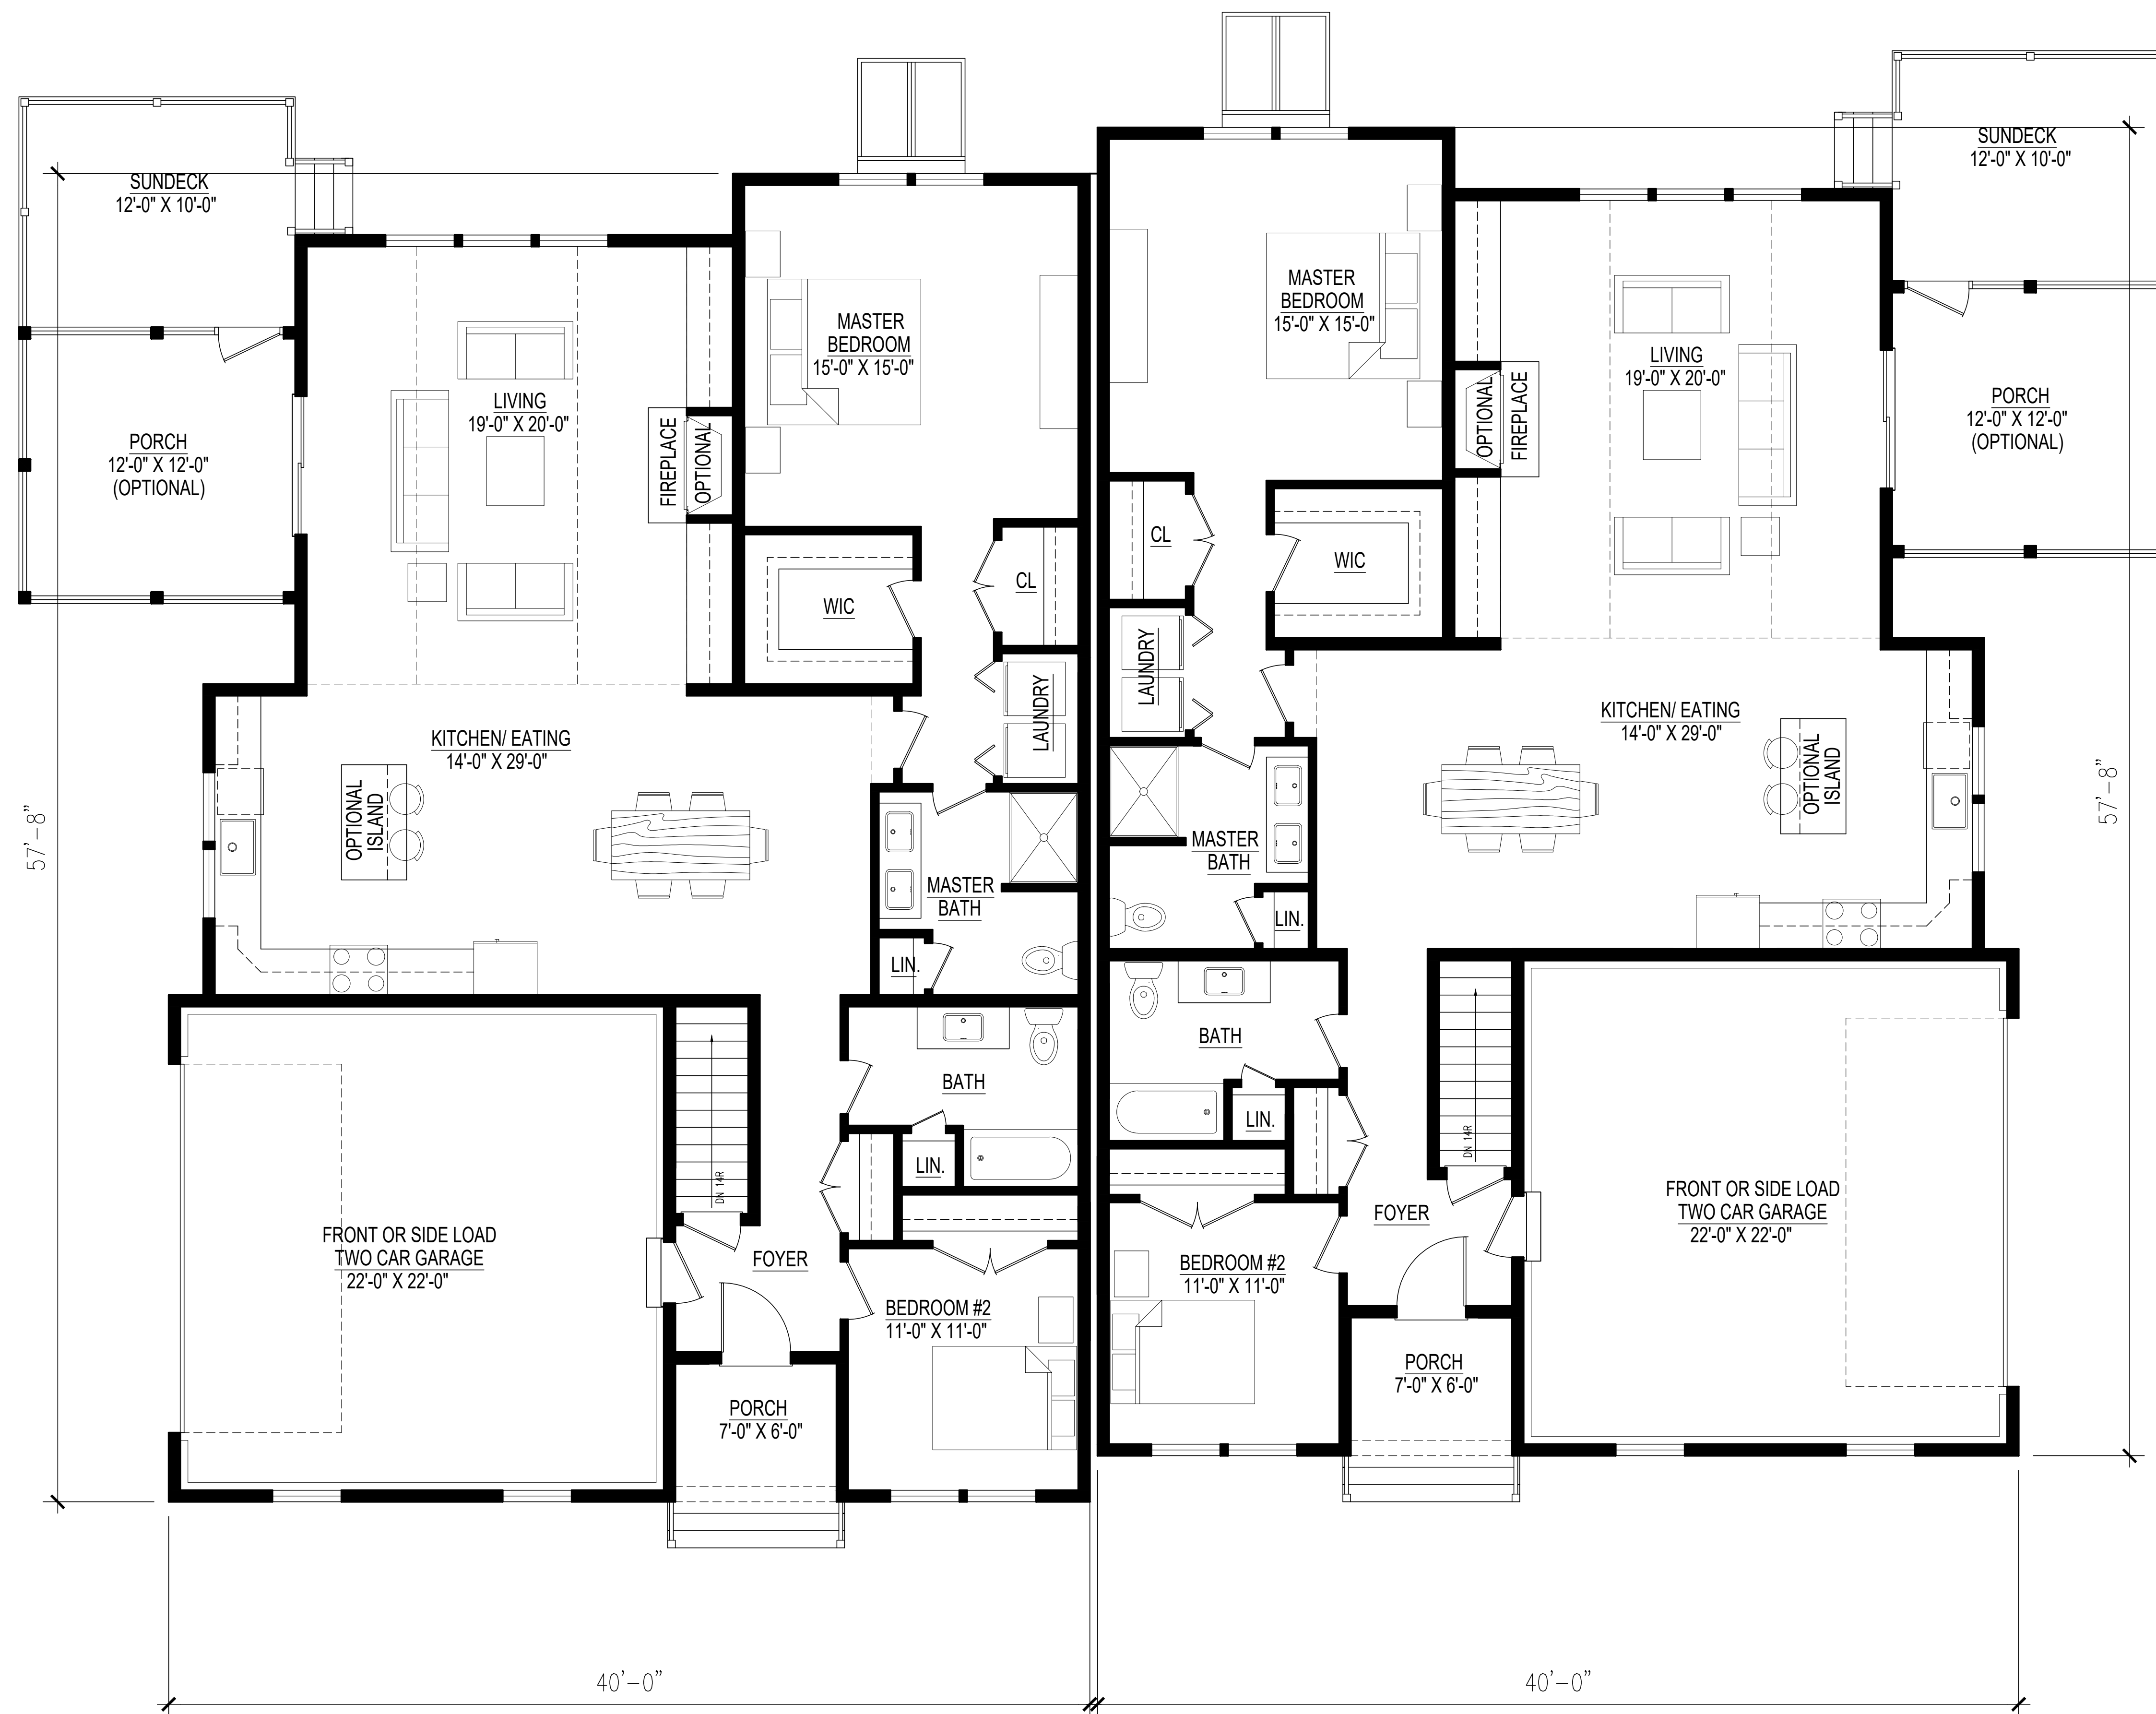 SUNDECK
12'-0" X 10'-0"
PORCH
12'-0" X 12'-0"
(OPTIONAL)
LIVING
19'-0" X 20'-0"
FIREPLACE
OPTIONAL
MASTER
BEDROOM
15'-0" X 15'-0"
WIC
CL
LAUNDRY
KITCHEN/ EATING
14'-0" X 29'-0"
OPTIONAL
ISLAND
MASTER
BATH
LIN.
BATH
LIN.
DN 14R
FRONT OR SIDE LOAD
TWO CAR GARAGE
22'-0" X 22'-0"
FOYER
BEDROOM #2
11'-0" X 11'-0"
PORCH
7'-0" X 6'-0"
57'-8"
40'-0"
MASTER
BEDROOM
15'-0" X 15'-0"
OPTIONAL
FIREPLACE
LIVING
19'-0" X 20'-0"
SUNDECK
12'-0" X 10'-0"
PORCH
12'-0" X 12'-0"
(OPTIONAL)
CL
WIC
LAUNDRY
KITCHEN/ EATING
14'-0" X 29'-0"
OPTIONAL
ISLAND
MASTER
BATH
LIN.
BATH
LIN.
DN 14R
FOYER
FRONT OR SIDE LOAD
TWO CAR GARAGE
22'-0" X 22'-0"
BEDROOM #2
11'-0" X 11'-0"
PORCH
7'-0" X 6'-0"
57'-8"
40'-0"